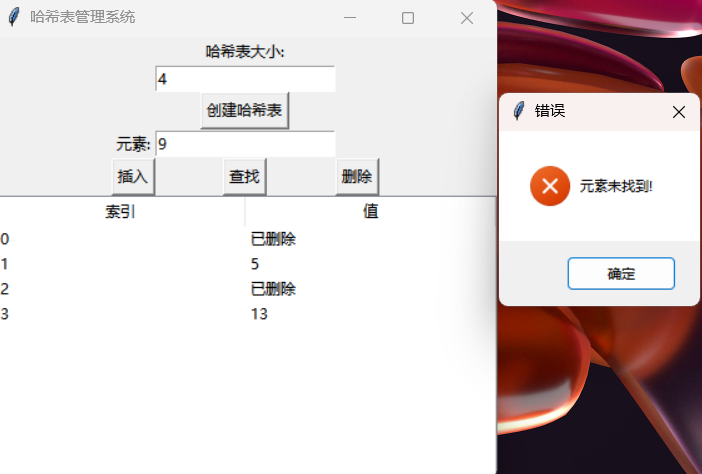 哈希表管理系统
哈希表大小:
4
创建哈希表
元素: 9
插入 查找 删除
索引 值
0 已删除
1 5
2 已删除
3 13
错误
元素未找到!
确定